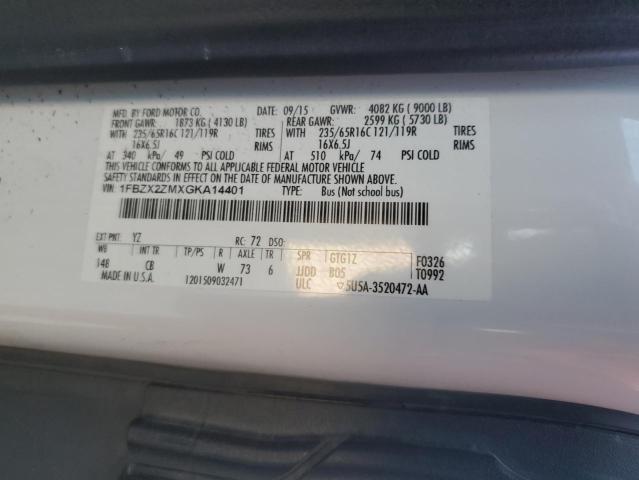 MFD. BY FORD MOTOR CO. DATE: 09/15 GVWR: 4082 KG ( 9000 LB)
FRONT GAWR: 1873 KG ( 4130 LB) REAR GAWR: 2599 KG ( 5730 LB)
WITH 235/65R16C 121/119R TIRES WITH 235/65R16C 121/119R TIRES
16X6.5J RIMS 16X6.5J RIMS
AT 340 kPa/ 49 PSI COLD AT 510 kPa/ 74 PSI COLD
THIS VEHICLE CONFORMS TO ALL APPLICABLE FEDERAL MOTOR VEHICLE
SAFETY STANDARDS IN EFFECT ON THE DATE OF MANUFACTURE SHOWN ABOVE.
VIN: 1FBZX2ZMXGKA14401 TYPE: Bus (Not school bus)
EXT PNT: YZ RC: 72 DSO:
WB INT TR TP/PS R AXLE TR SPR GTG1Z F0326
148 CB W 73 6 JJDD B05 T0992
MADE IN U.S.A. 1201509032471 ULC 5U5A-3520472-AA